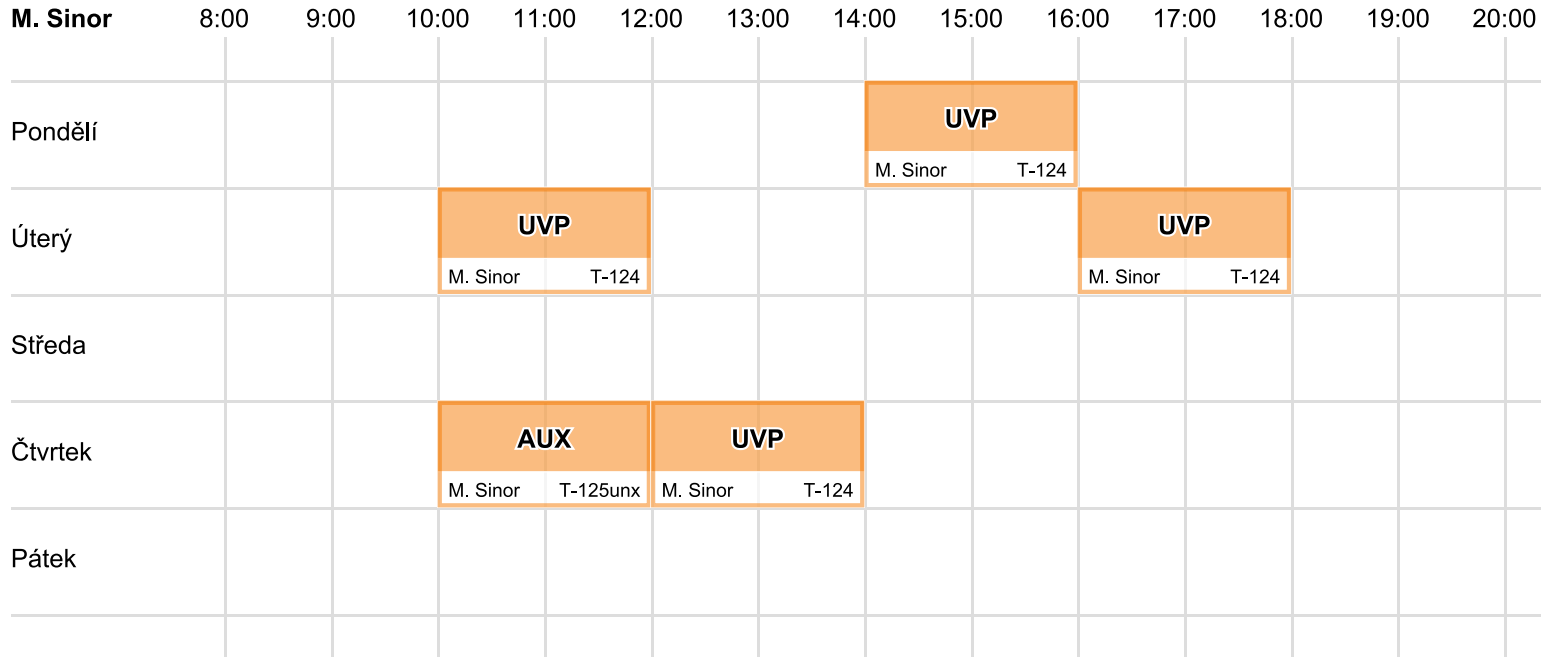 M. Sinor 8:00 9:00 10:00 11:00 12:00 13:00 14:00 15:00 16:00 17:00 18:00 19:00 20:00
Pondělí
UVP
M. Sinor T-124
Úterý
UVP
M. Sinor T-124
UVP
M. Sinor T-124
Středa
Čtvrtek
AUX
M. Sinor T-125unx
UVP
M. Sinor T-124
Pátek